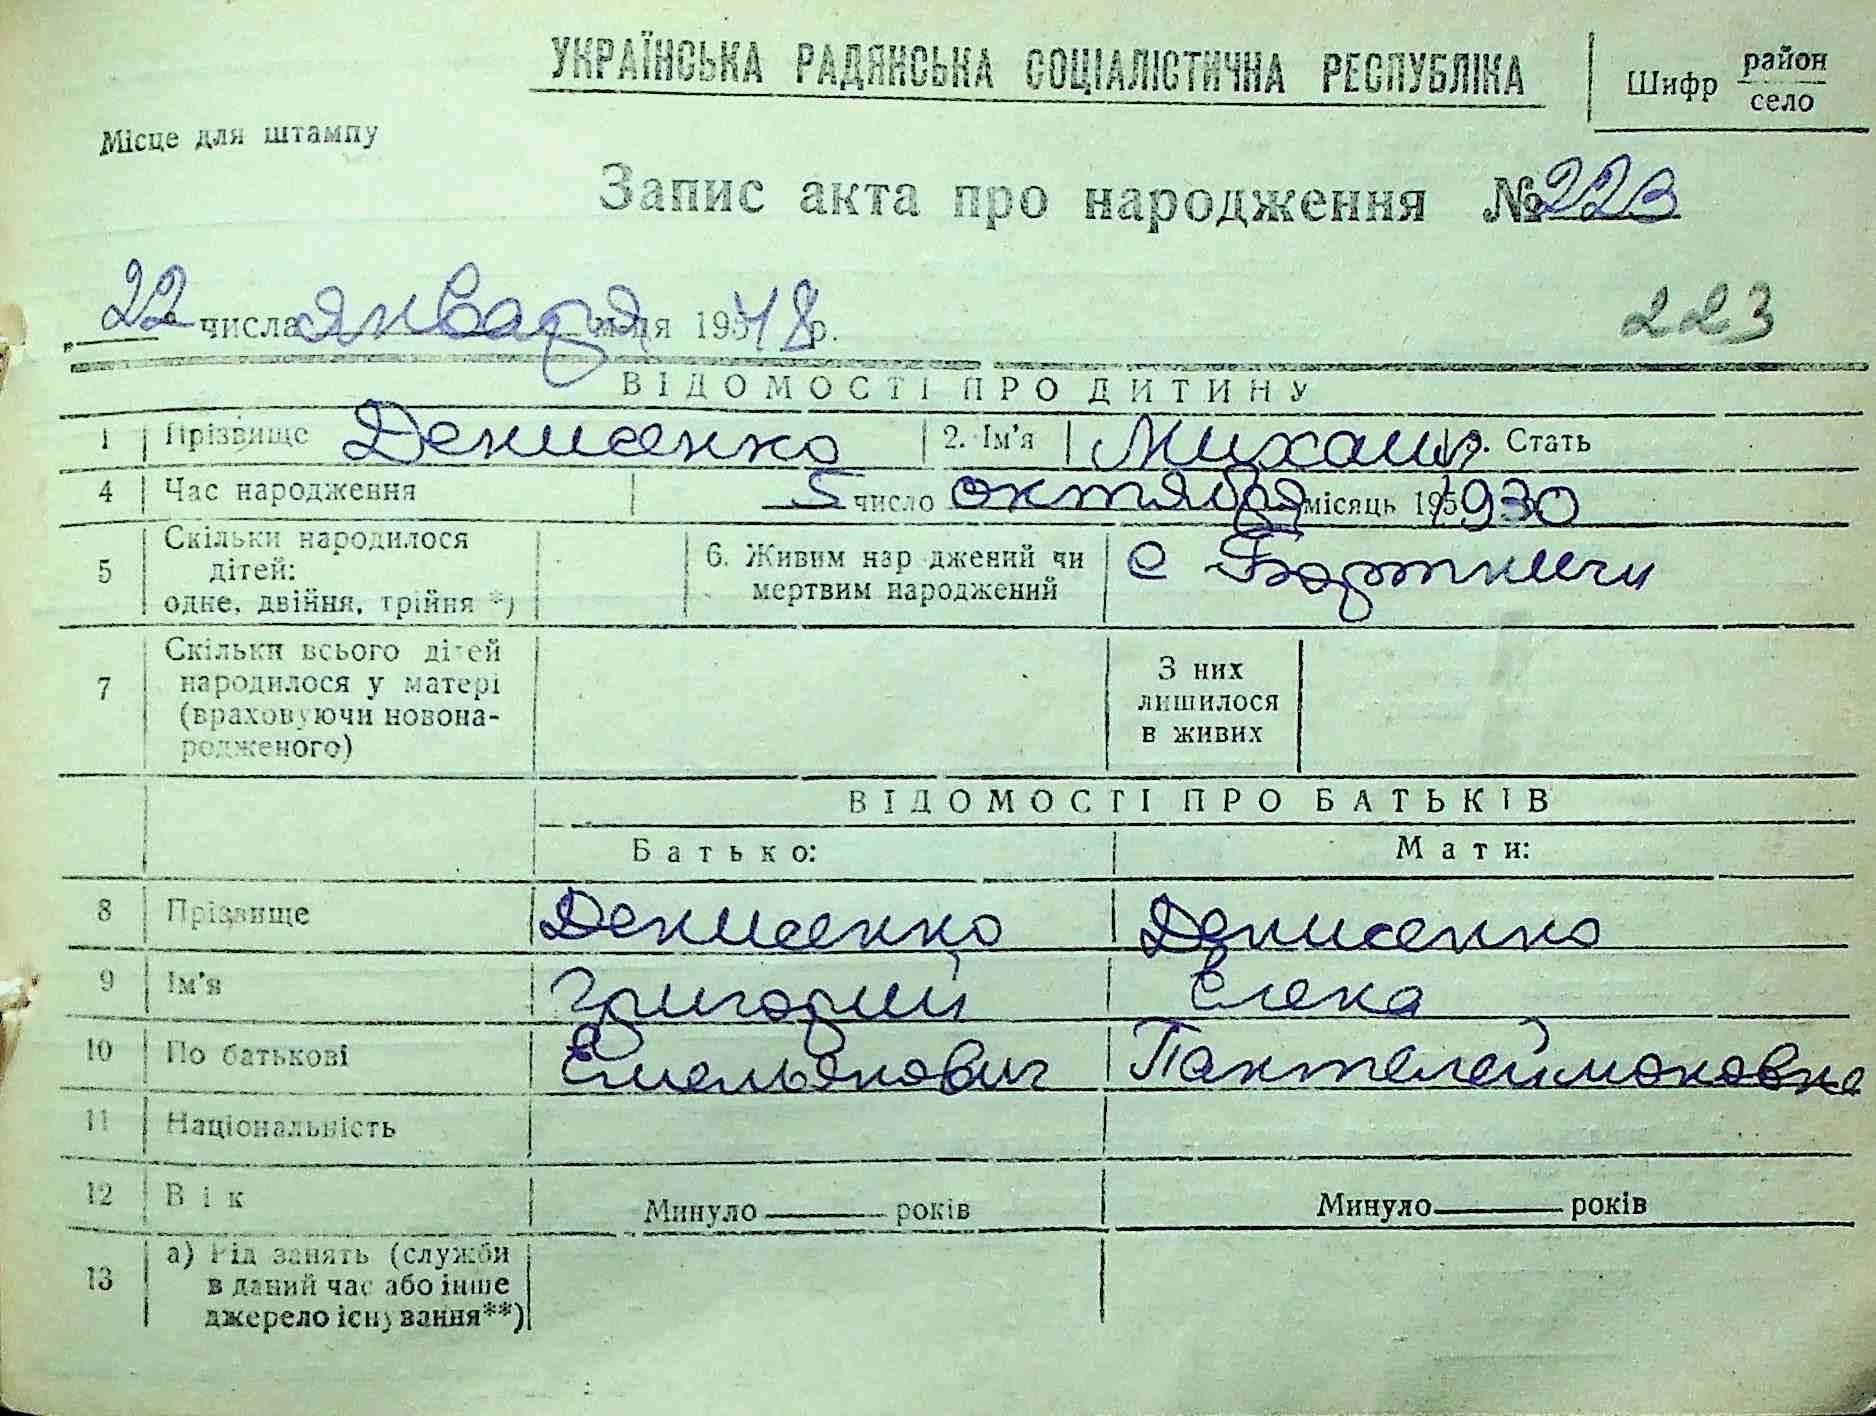 УКРАЇНСЬКА РАДЯНСЬКА СОЦІАЛІСТИЧНА РЕСПУБЛІКА
Шифр район
село
Місце для штампу
Запис акта про народження № 223
22 числа января м-ця 1948 р.
223
ВІДОМОСТІ ПРО ДИТИНУ
1 Прізвище Денисенко 2. Ім'я Михаил 3. Стать
4 Час народження 5 число октября місяць 195 1930
5 Скільки народилося дітей: одне, двійня, трійня *) 6. Живим народжений чи мертвим народжений с Бортничи
7 Скільки всього дітей народилося у матері (враховуючи новонародженого) З них лишилося в живих
ВІДОМОСТІ ПРО БАТЬКІВ
Батько: Мати:
8 Прізвище Денисенко Денисенко
9 Ім'я Григорий Елена
10 По батькові Емельянович Пантелеймоновна
11 Національність
12 Вік Минуло ——— років Минуло ——— років
13 а) Рід занять (служби в даний час або інше джерело існування**)